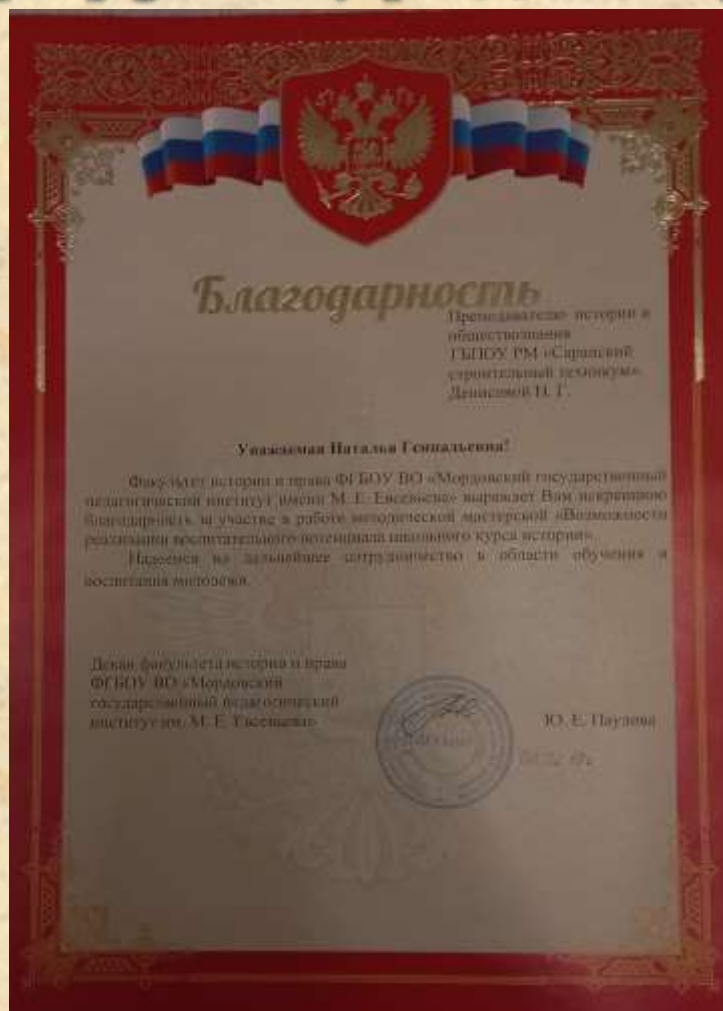 Благодарность
Преподавателю истории и
обществознания
ГБПОУ РМ «Саранский
строительный техникум»
Денисовой Н. Г.
Уважаемая Наталья Геннадьевна!
Факультет истории и права ФГБОУ ВО «Мордовский государственный
педагогический институт имени М. Е. Евсевьева» выражает Вам искреннюю
благодарность за участие в работе методической мастерской «Возможности
реализации воспитательного потенциала школьного курса истории».
Надеемся на дальнейшее сотрудничество в области обучения и
воспитания молодежи.
Декан факультета истории и права
ФГБОУ ВО «Мордовский
государственный педагогический
институт им. М. Е. Евсевьева»
Ю. Е. Паулова